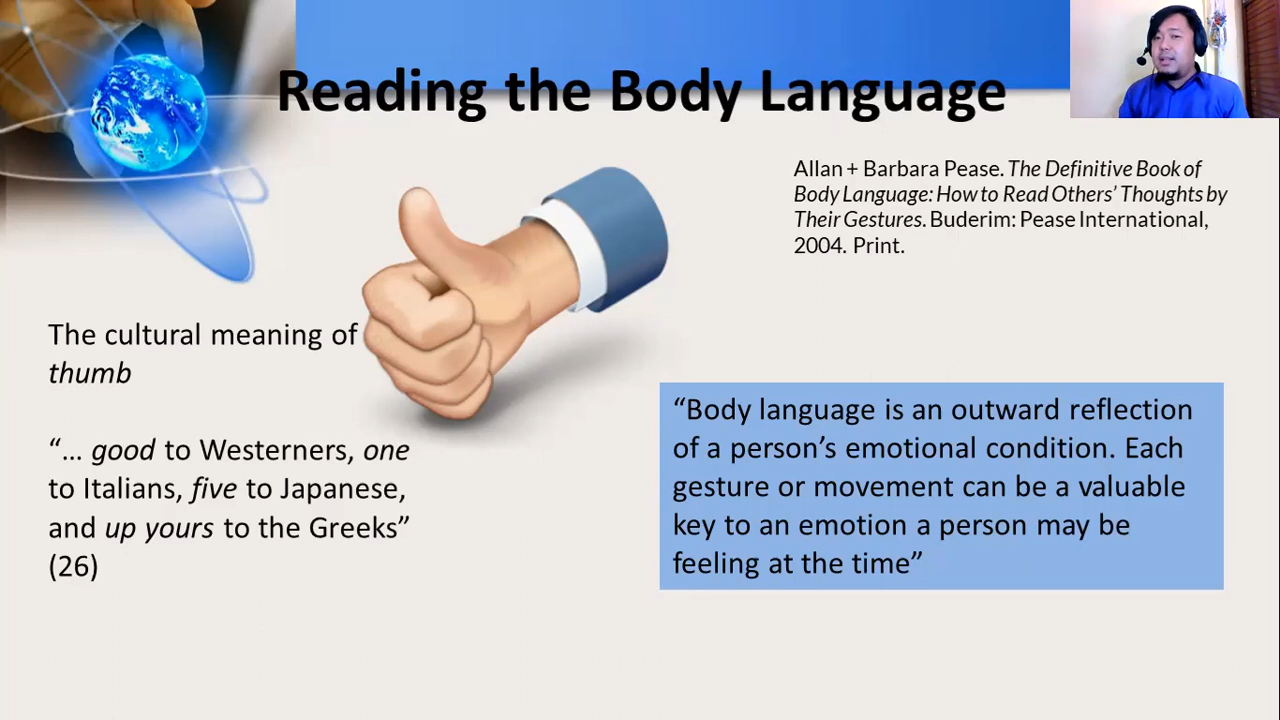 Reading the Body Language
Allan + Barbara Pease. The Definitive Book of
Body Language: How to Read Others’ Thoughts by
Their Gestures. Buderim: Pease International,
2004. Print.
The cultural meaning of
thumb
“… good to Westerners, one
to Italians, five to Japanese,
and up yours to the Greeks”
(26)
“Body language is an outward reflection
of a person’s emotional condition. Each
gesture or movement can be a valuable
key to an emotion a person may be
feeling at the time”